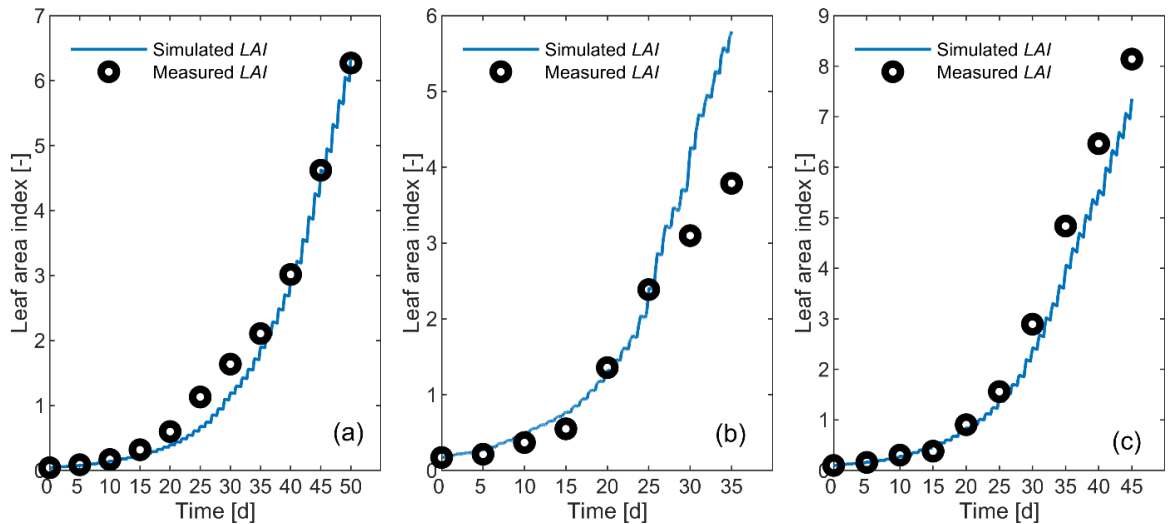 Simulated LAI
Measured LAI
Leaf area index [-]
6
5
4
3
2
1
0
(a)
0 5 10 15 20 25 30 35 40 45 50
Time [d]
Simulated LAI
Measured LAI
Leaf area index [-]
6
5
4
3
2
1
0
(b)
0 5 10 15 20 25 30 35
Time [d]
Simulated LAI
Measured LAI
Leaf area index [-]
9
8
7
6
5
4
3
2
1
0
(c)
0 5 10 15 20 25 30 35 40 45
Time [d]